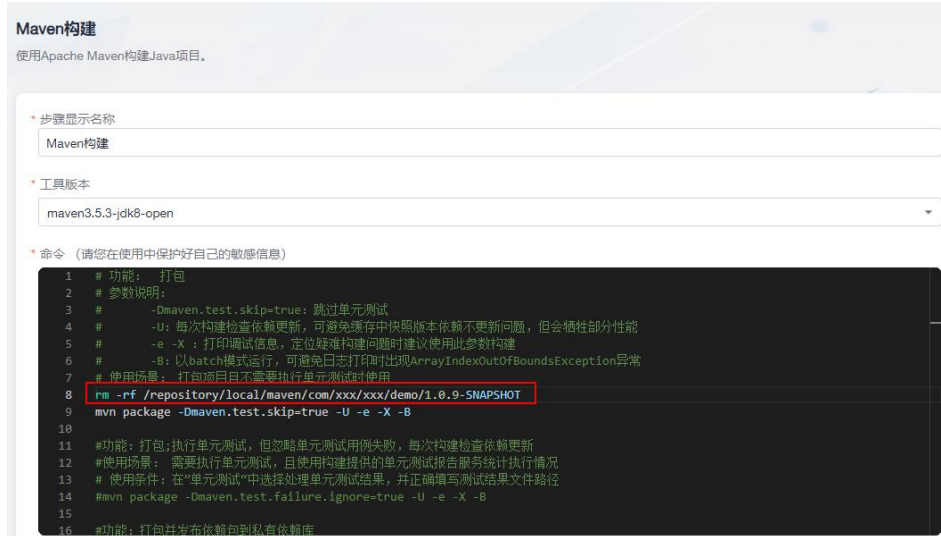 Maven构建
使用Apache Maven构建Java项目。
* 步骤显示名称
Maven构建
* 工具版本
maven3.5.3-jdk8-open
* 命令 （请您在使用中保护好自己的敏感信息）
1 # 功能： 打包
2 # 参数说明：
3 # -Dmaven.test.skip=true：跳过单元测试
4 # -U：每次构建检查依赖更新，可避免缓存中快照版本依赖不更新问题，但会牺牲部分性能
5 # -e -X ：打印调试信息，定位疑难构建问题时建议使用此参数构建
6 # -B：以batch模式运行，可避免日志打印时出现ArrayIndexOutOfBoundsException异常
7 # 使用场景： 打包项目且不需要执行单元测试时使用
8 rm -rf /repository/local/maven/com/xxx/xxx/demo/1.0.9-SNAPSHOT
9 mvn package -Dmaven.test.skip=true -U -e -X -B
10
11 #功能：打包;执行单元测试，但忽略单元测试用例失败，每次构建检查依赖更新
12 #使用场景： 需要执行单元测试，且使用构建提供的单元测试报告服务统计执行情况
13 # 使用条件：在”单元测试“中选择处理单元测试结果，并正确填写测试结果文件路径
14 #mvn package -Dmaven.test.failure.ignore=true -U -e -X -B
15
16 #功能：打包并发布依赖包到私有依赖库